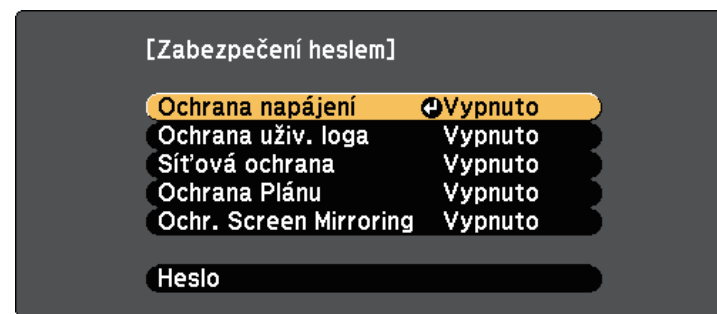 [Zabezpečení heslem]
Ochrana napájení Vypnuto
Ochrana uživ. loga Vypnuto
Síťová ochrana Vypnuto
Ochrana Plánu Vypnuto
Ochr. Screen Mirroring Vypnuto
Heslo